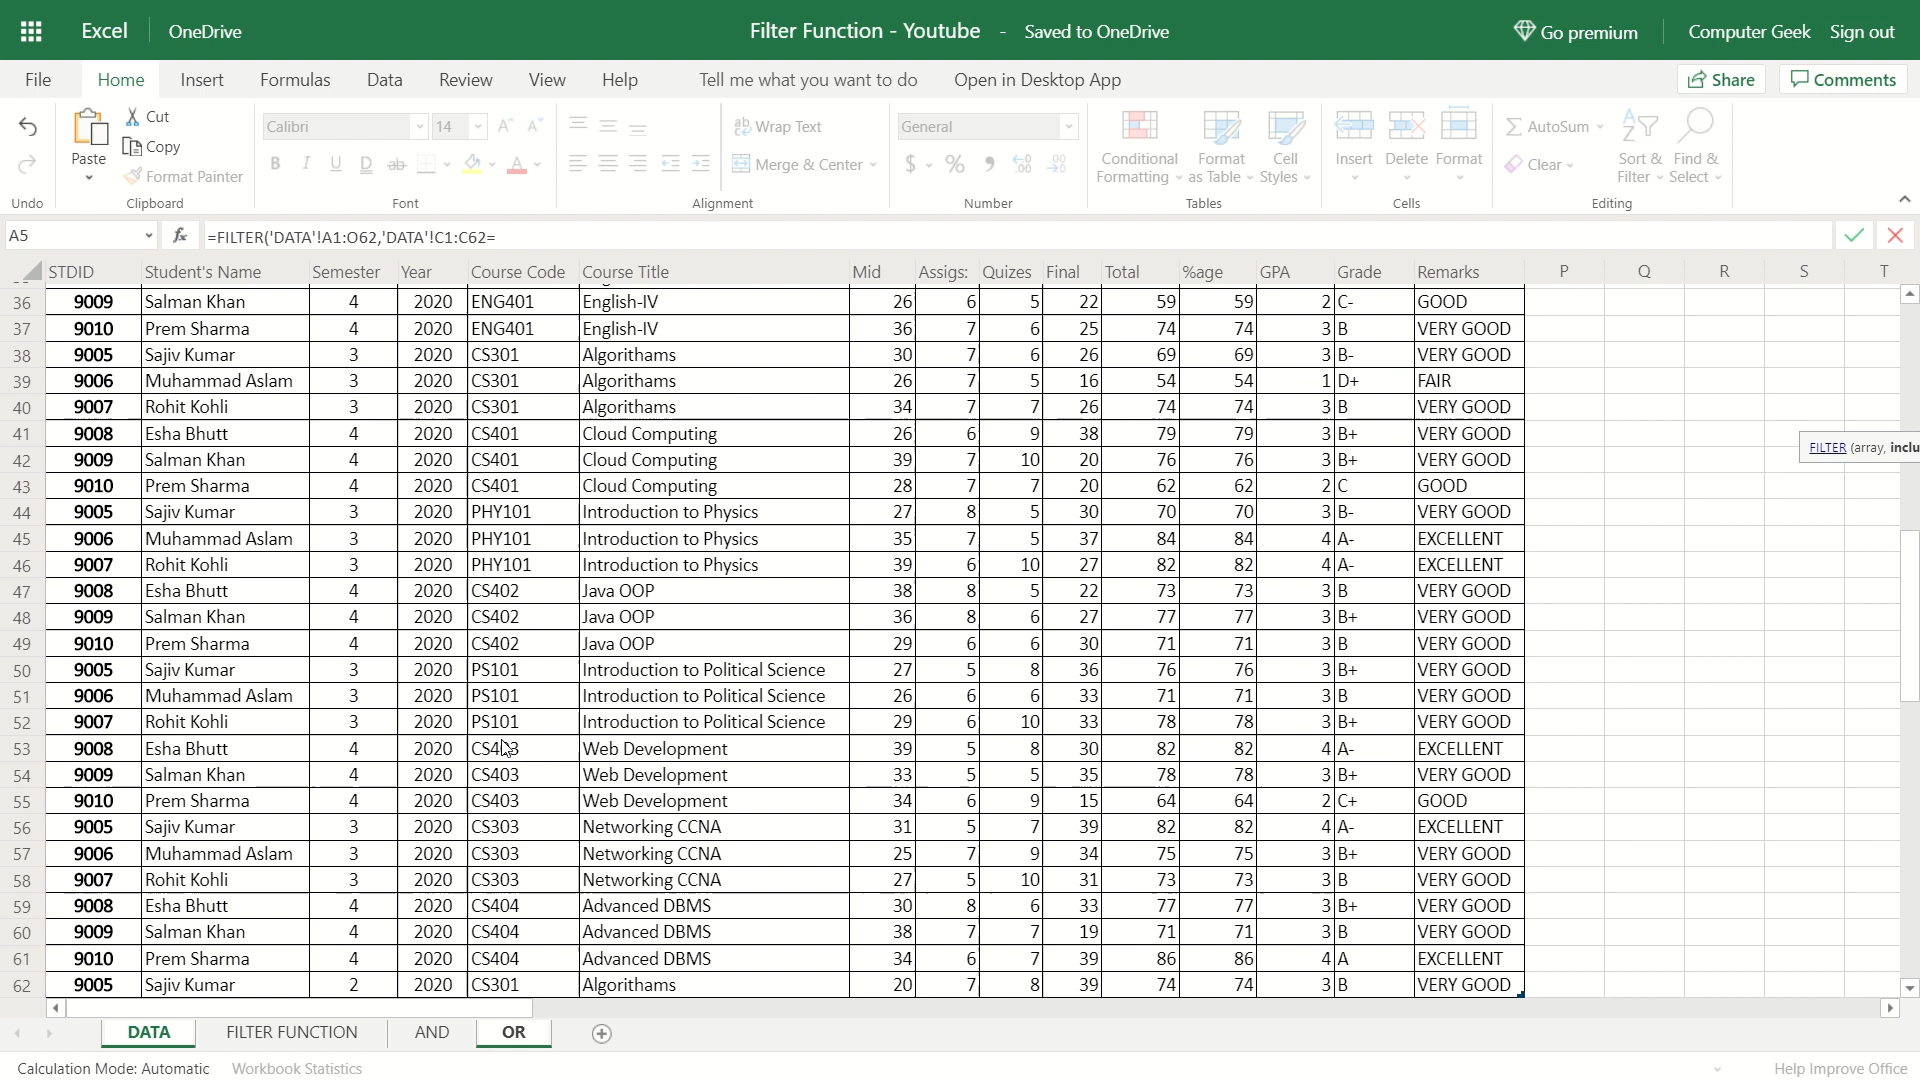 Excel OneDrive Filter Function - Youtube - Saved to OneDrive Go premium Computer Geek Sign out
File Home Insert Formulas Data Review View Help Tell me what you want to do Open in Desktop App Share Comments
Paste Cut Copy Format Painter
Calibri 14
Wrap Text Merge & Center
General
Conditional Formatting Format as Table Cell Styles
Insert Delete Format
AutoSum Clear Sort & Filter Find & Select
Undo Clipboard Font Alignment Number Tables Cells Editing
A5 fx =FILTER('DATA'!A1:O62,'DATA'!C1:C62=
STDID Student's Name Semester Year Course Code Course Title Mid Assigs: Quizes Final Total %age GPA Grade Remarks P Q R S T
36 9009 Salman Khan 4 2020 ENG401 English-IV 26 6 5 22 59 59 2 C- GOOD
37 9010 Prem Sharma 4 2020 ENG401 English-IV 36 7 6 25 74 74 3 B VERY GOOD
38 9005 Sajiv Kumar 3 2020 CS301 Algorithams 30 7 6 26 69 69 3 B- VERY GOOD
39 9006 Muhammad Aslam 3 2020 CS301 Algorithams 26 7 5 16 54 54 1 D+ FAIR
40 9007 Rohit Kohli 3 2020 CS301 Algorithams 34 7 7 26 74 74 3 B VERY GOOD
41 9008 Esha Bhutt 4 2020 CS401 Cloud Computing 26 6 9 38 79 79 3 B+ VERY GOOD
FILTER (array, inclu
42 9009 Salman Khan 4 2020 CS401 Cloud Computing 39 7 10 20 76 76 3 B+ VERY GOOD
43 9010 Prem Sharma 4 2020 CS401 Cloud Computing 28 7 7 20 62 62 2 C GOOD
44 9005 Sajiv Kumar 3 2020 PHY101 Introduction to Physics 27 8 5 30 70 70 3 B- VERY GOOD
45 9006 Muhammad Aslam 3 2020 PHY101 Introduction to Physics 35 7 5 37 84 84 4 A- EXCELLENT
46 9007 Rohit Kohli 3 2020 PHY101 Introduction to Physics 39 6 10 27 82 82 4 A- EXCELLENT
47 9008 Esha Bhutt 4 2020 CS402 Java OOP 38 8 5 22 73 73 3 B VERY GOOD
48 9009 Salman Khan 4 2020 CS402 Java OOP 36 8 6 27 77 77 3 B+ VERY GOOD
49 9010 Prem Sharma 4 2020 CS402 Java OOP 29 6 6 30 71 71 3 B VERY GOOD
50 9005 Sajiv Kumar 3 2020 PS101 Introduction to Political Science 27 5 8 36 76 76 3 B+ VERY GOOD
51 9006 Muhammad Aslam 3 2020 PS101 Introduction to Political Science 26 6 6 33 71 71 3 B VERY GOOD
52 9007 Rohit Kohli 3 2020 PS101 Introduction to Political Science 29 6 10 33 78 78 3 B+ VERY GOOD
53 9008 Esha Bhutt 4 2020 CS403 Web Development 39 5 8 30 82 82 4 A- EXCELLENT
54 9009 Salman Khan 4 2020 CS403 Web Development 33 5 5 35 78 78 3 B+ VERY GOOD
55 9010 Prem Sharma 4 2020 CS403 Web Development 34 6 9 15 64 64 2 C+ GOOD
56 9005 Sajiv Kumar 3 2020 CS303 Networking CCNA 31 5 7 39 82 82 4 A- EXCELLENT
57 9006 Muhammad Aslam 3 2020 CS303 Networking CCNA 25 7 9 34 75 75 3 B+ VERY GOOD
58 9007 Rohit Kohli 3 2020 CS303 Networking CCNA 27 5 10 31 73 73 3 B VERY GOOD
59 9008 Esha Bhutt 4 2020 CS404 Advanced DBMS 30 8 6 33 77 77 3 B+ VERY GOOD
60 9009 Salman Khan 4 2020 CS404 Advanced DBMS 38 7 7 19 71 71 3 B VERY GOOD
61 9010 Prem Sharma 4 2020 CS404 Advanced DBMS 34 6 7 39 86 86 4 A EXCELLENT
62 9005 Sajiv Kumar 2 2020 CS301 Algorithams 20 7 8 39 74 74 3 B VERY GOOD
DATA FILTER FUNCTION AND OR
Calculation Mode: Automatic Workbook Statistics Help Improve Office